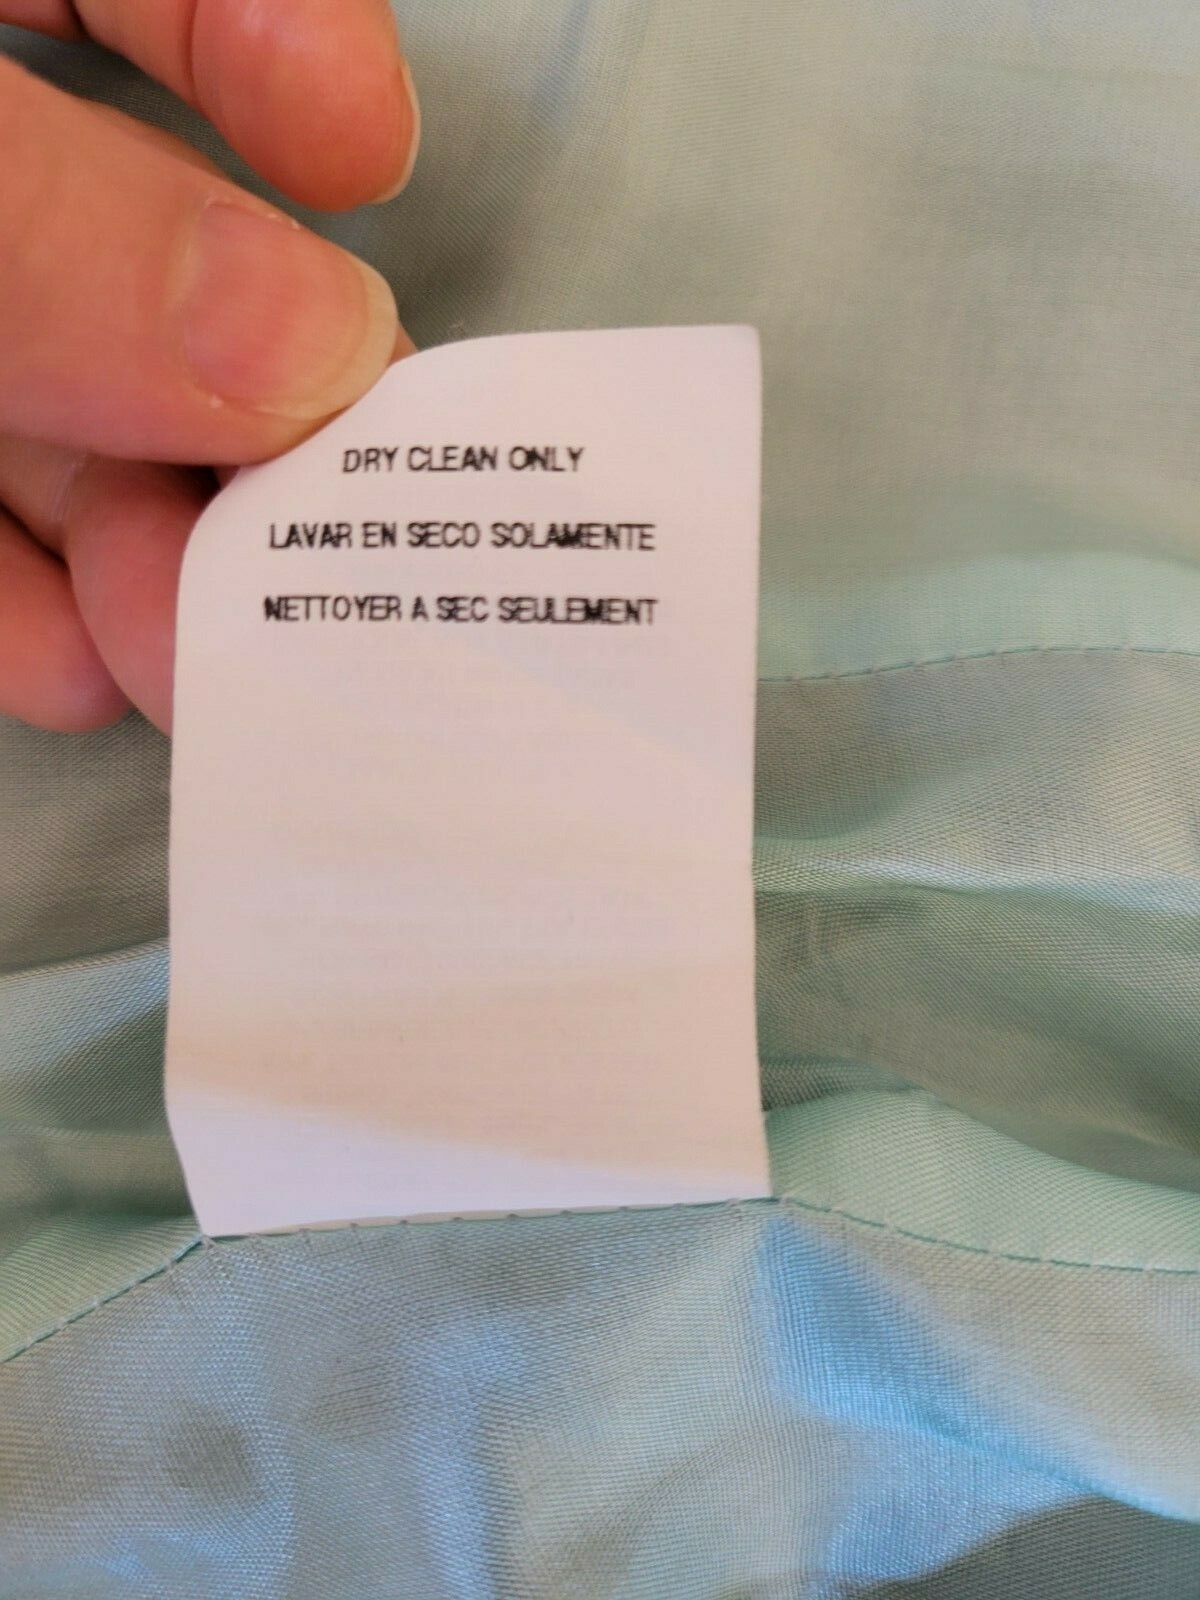 DRY CLEAN ONLY
LAVAR EN SECO SOLAMENTE
NETTOYER A SEC SEULEMENT